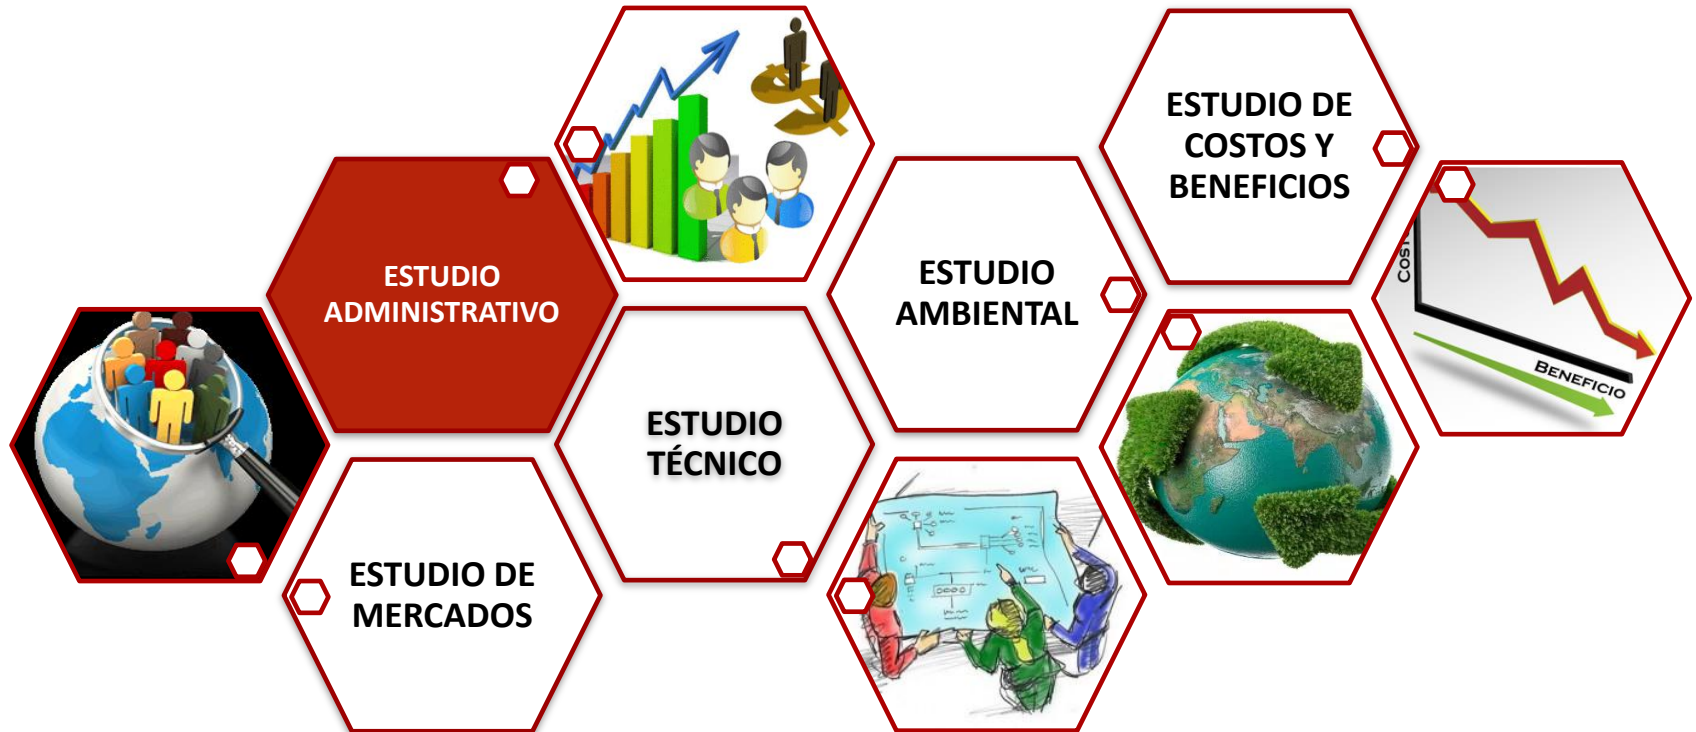 ESTUDIO
ADMINISTRATIVO
ESTUDIO DE
MERCADOS
ESTUDIO
TÉCNICO
ESTUDIO
AMBIENTAL
ESTUDIO DE
COSTOS Y
BENEFICIOS
BENEFICIO